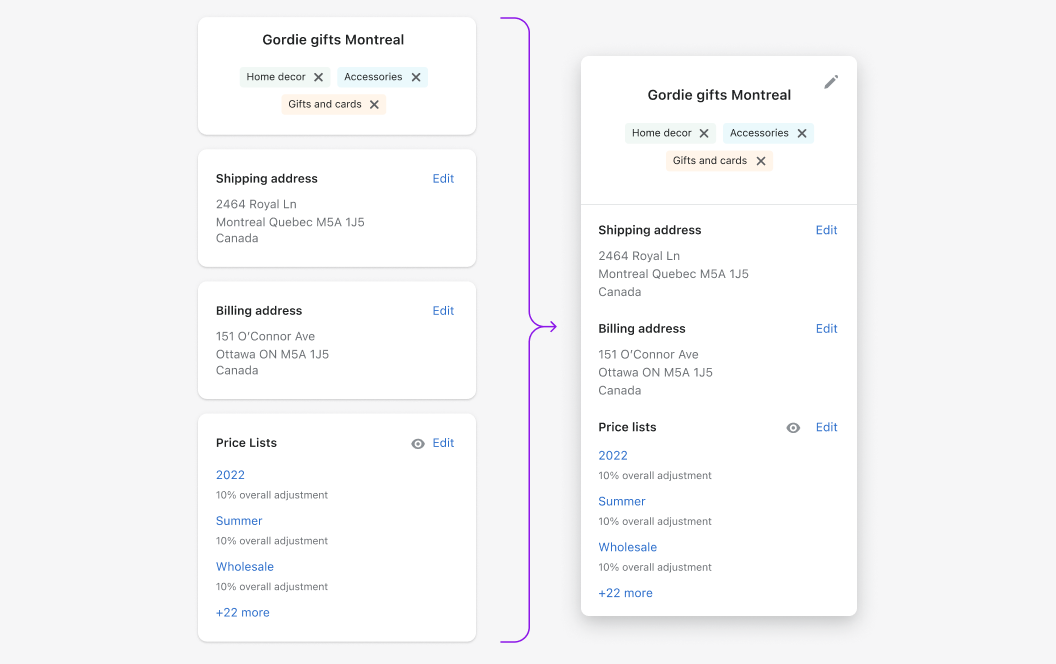 Gordie gifts Montreal
Home decor
Accessories
Gifts and cards
Shipping address
Edit
2464 Royal Ln
Montreal Quebec M5A 1J5
Canada
Billing address
Edit
151 O'Connor Ave
Ottawa ON M5A 1J5
Canada
Price Lists
Edit
2022
10% overall adjustment
Summer
10% overall adjustment
Wholesale
10% overall adjustment
+22 more
Gordie gifts Montreal
Home decor
Accessories
Gifts and cards
Shipping address
Edit
2464 Royal Ln
Montreal Quebec M5A 1J5
Canada
Billing address
Edit
151 O'Connor Ave
Ottawa ON M5A 1J5
Canada
Price lists
Edit
2022
10% overall adjustment
Summer
10% overall adjustment
Wholesale
10% overall adjustment
+22 more